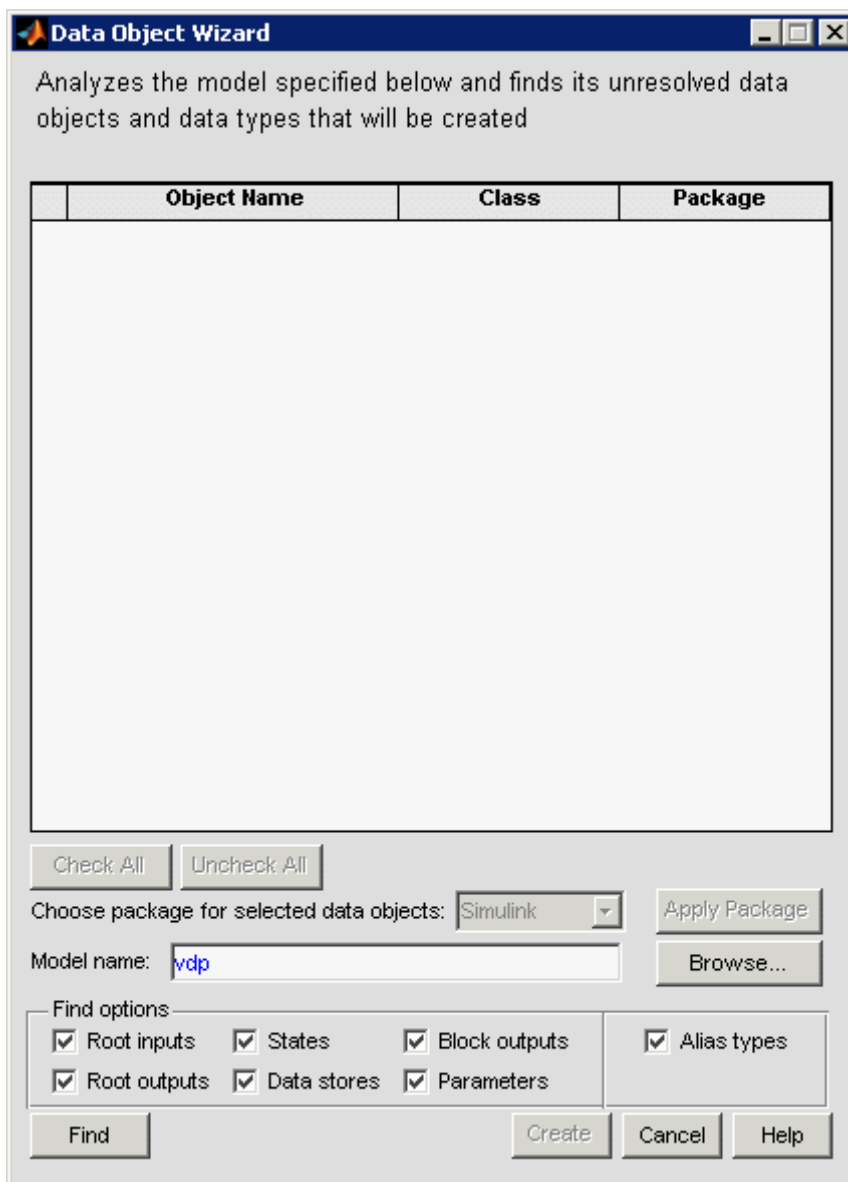 Data Object Wizard
Analyzes the model specified below and finds its unresolved data
objects and data types that will be created
Object Name Class Package
Check All Uncheck All
Choose package for selected data objects: Simulink Apply Package
Model name: vdp Browse...
Find options
Root inputs States Block outputs Alias types
Root outputs Data stores Parameters
Find Create Cancel Help